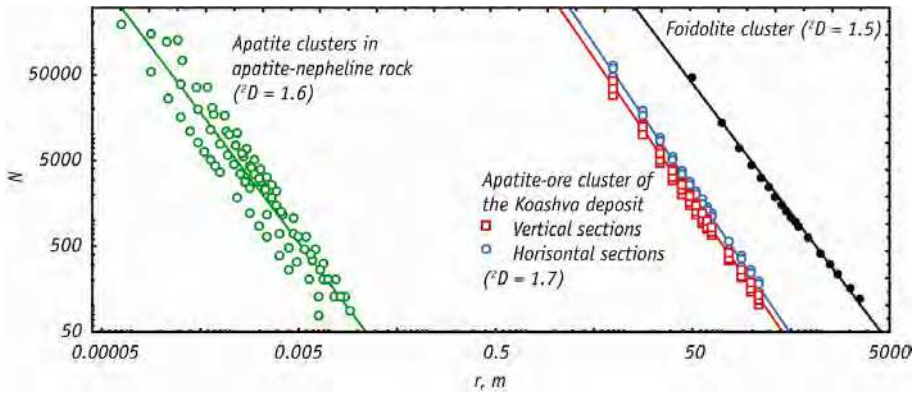 Foidolite cluster (²D = 1.5)
Apatite clusters in
apatite-nepheline rock
(²D = 1.6)
Apatite-ore cluster of
the Koashva deposit
Vertical sections
Horisontal sections
(²D = 1.7)
N
50000
5000
500
50
0.00005
0.005
0.5
50
5000
r, m